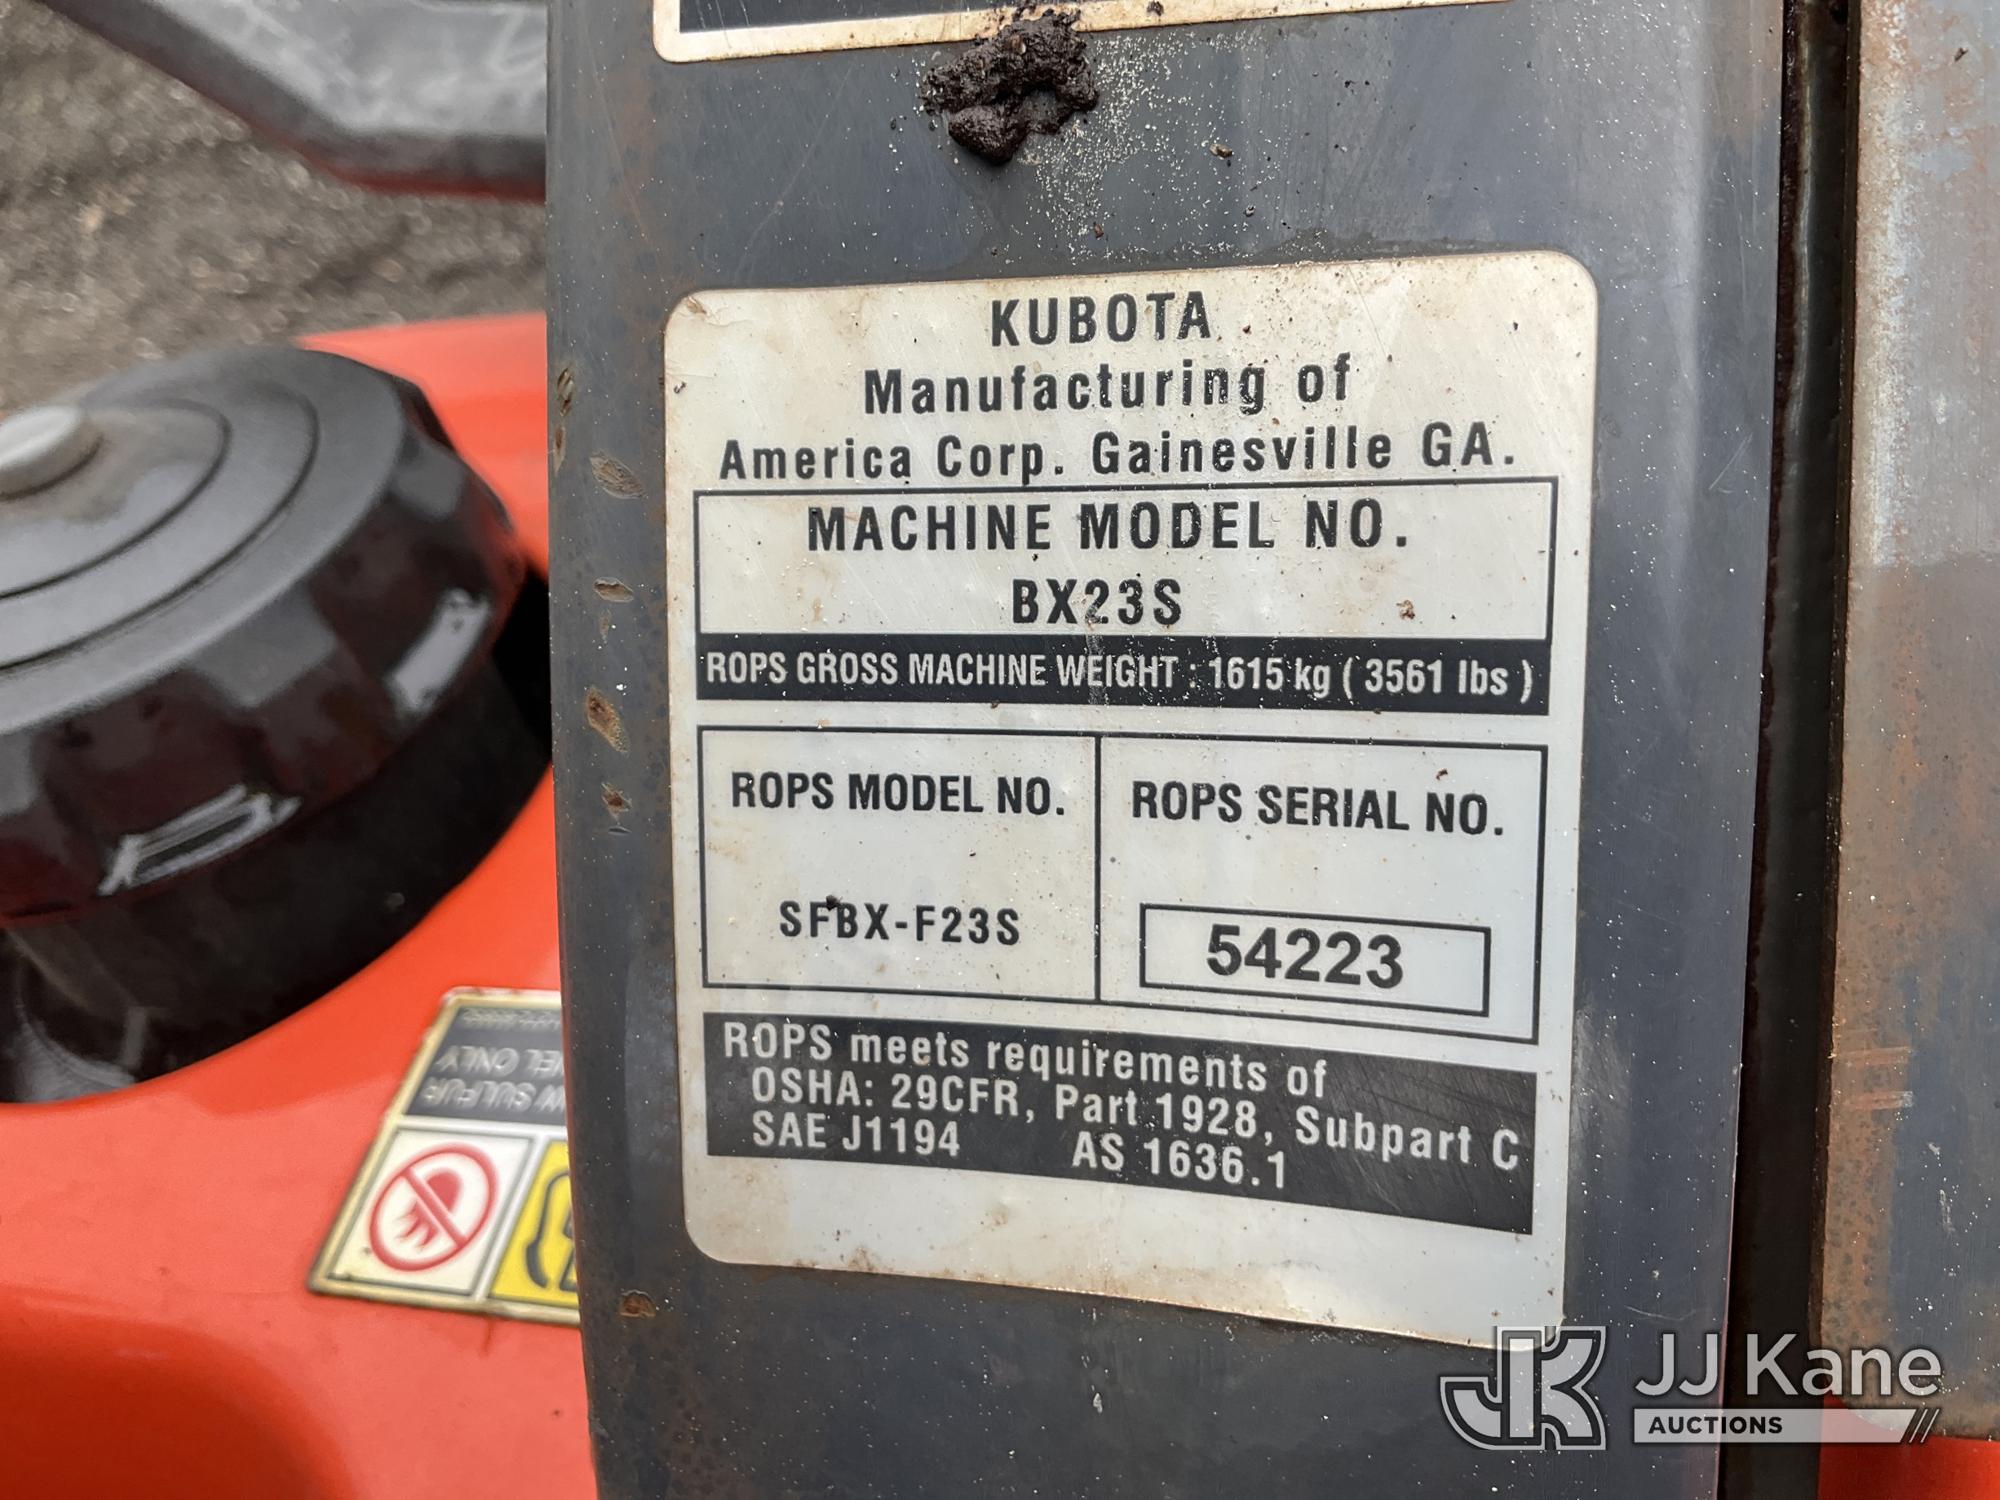 KUBOTA
Manufacturing of
America Corp. Gainesville GA.
MACHINE MODEL NO.
BX23S
ROPS GROSS MACHINE WEIGHT : 1615 kg ( 3561 lbs )
ROPS MODEL NO.
SFBX-F23S
ROPS SERIAL NO.
54223
ROPS meets requirements of
OSHA: 29CFR, Part 1928, Subpart C
SAE J1194 AS 1636.1
SULFUR
ONLY
JJ Kane
AUCTIONS